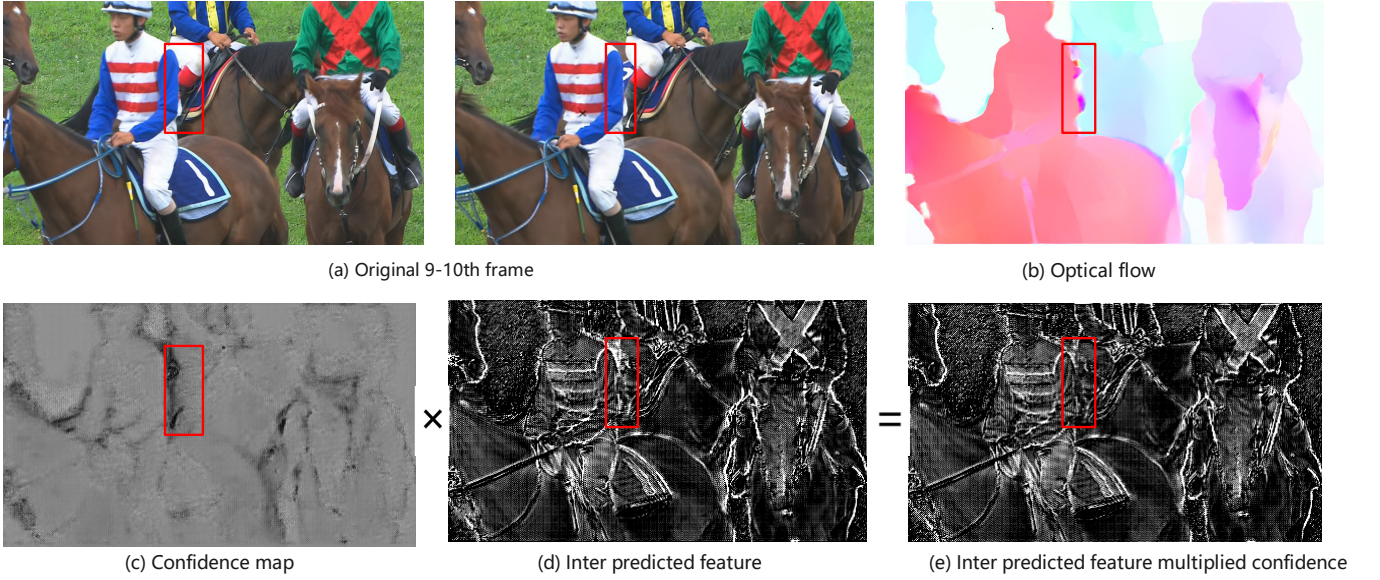 (a) Original 9-10th frame
(b) Optical flow
×
=
(c) Confidence map
(d) Inter predicted feature
(e) Inter predicted feature multiplied confidence